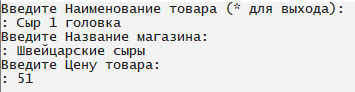 Введите Наименование товара (* для выхода):
: Сыр 1 головка
Введите Название магазина:
: Швейцарские сыры
Введите Цену товара:
: 51